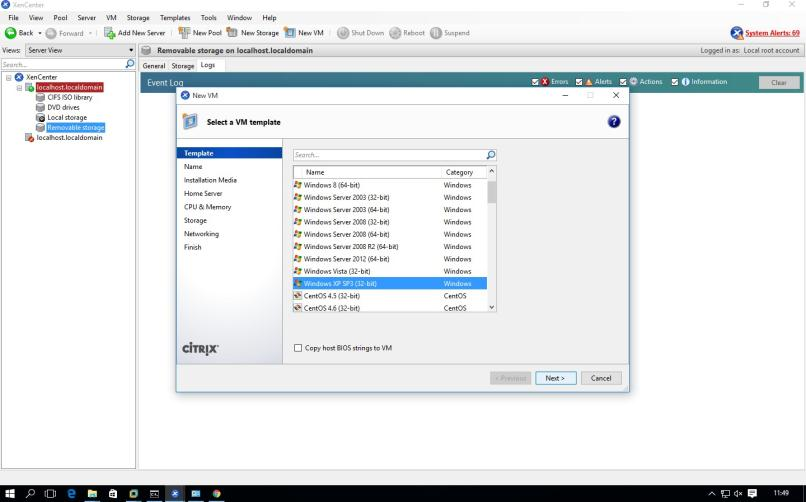 XenCenter
File View Pool Server VM Storage Templates Tools Window Help
Back Forward Add New Server New Pool New Storage New VM Shut Down Reboot Suspend System Alerts: 69
Views: Server View Removable storage on localhost.localdomain Logged in as: Local root account
Search... General Storage Logs
XenCenter
localhost.localdomain
CIFS ISO library
DVD drives
Local storage
Removable storage
localhost.localdomain
Event Log Errors Alerts Actions Information Clear
New VM
Select a VM template
Template
Name
Installation Media
Home Server
CPU & Memory
Storage
Networking
Finish
CITRIX
Search...
Name Category
Windows 8 (64-bit) Windows
Windows Server 2003 (32-bit) Windows
Windows Server 2003 (64-bit) Windows
Windows Server 2008 (32-bit) Windows
Windows Server 2008 (64-bit) Windows
Windows Server 2008 R2 (64-bit) Windows
Windows Server 2012 (64-bit) Windows
Windows Vista (32-bit) Windows
Windows XP SP3 (32-bit) Windows
CentOS 4.5 (32-bit) CentOS
CentOS 4.6 (32-bit) CentOS
Copy host BIOS strings to VM
< Previous Next > Cancel
11:49